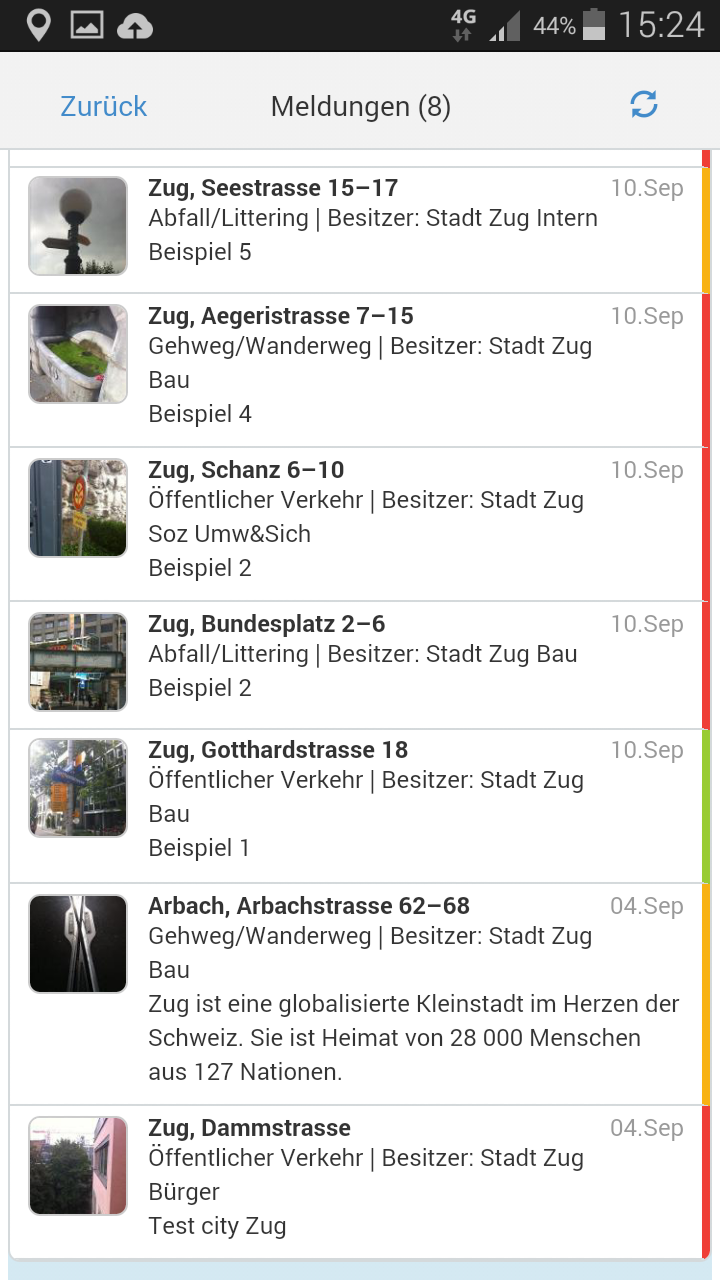 4G 44% 15:24
Zurück Meldungen (8)
Zug, Seestrasse 15–17 10.Sep
Abfall/Littering | Besitzer: Stadt Zug Intern
Beispiel 5
Zug, Aegeristrasse 7–15 10.Sep
Gehweg/Wanderweg | Besitzer: Stadt Zug
Bau
Beispiel 4
Zug, Schanz 6–10 10.Sep
Öffentlicher Verkehr | Besitzer: Stadt Zug
Soz Umw&Sich
Beispiel 2
Zug, Bundesplatz 2–6 10.Sep
Abfall/Littering | Besitzer: Stadt Zug Bau
Beispiel 2
Zug, Gotthardstrasse 18 10.Sep
Öffentlicher Verkehr | Besitzer: Stadt Zug
Bau
Beispiel 1
Arbach, Arbachstrasse 62–68 04.Sep
Gehweg/Wanderweg | Besitzer: Stadt Zug
Bau
Zug ist eine globalisierte Kleinstadt im Herzen der
Schweiz. Sie ist Heimat von 28 000 Menschen
aus 127 Nationen.
Zug, Dammstrasse 04.Sep
Öffentlicher Verkehr | Besitzer: Stadt Zug
Bürger
Test city Zug